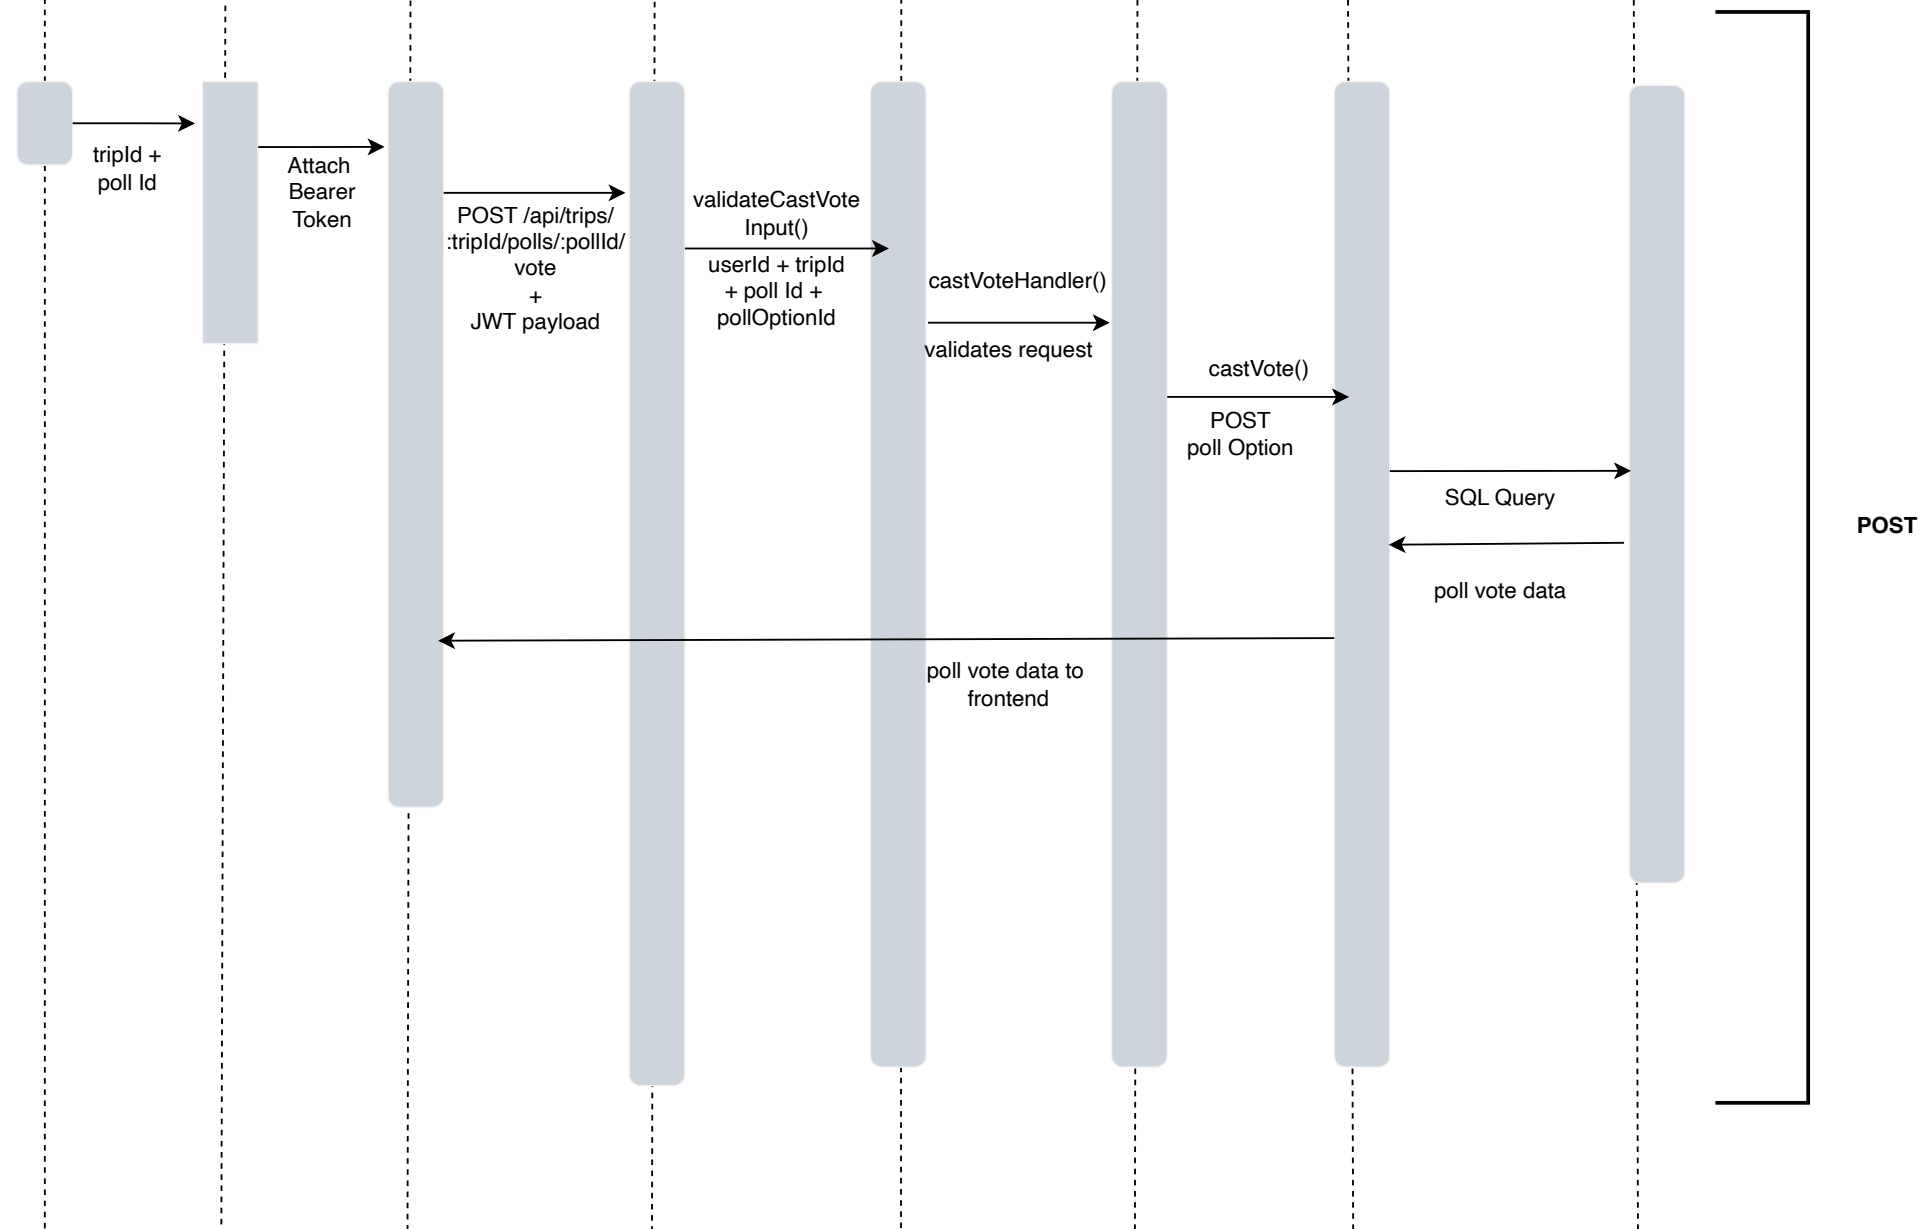 tripId +
poll Id
Attach
Bearer
Token
POST /api/trips/
:tripId/polls/:pollId/
vote
+
JWT payload
validateCastVote
Input()
userId + tripId
+ poll Id +
pollOptionId
castVoteHandler()
validates request
castVote()
POST
poll Option
SQL Query
poll vote data
poll vote data to
frontend
POST